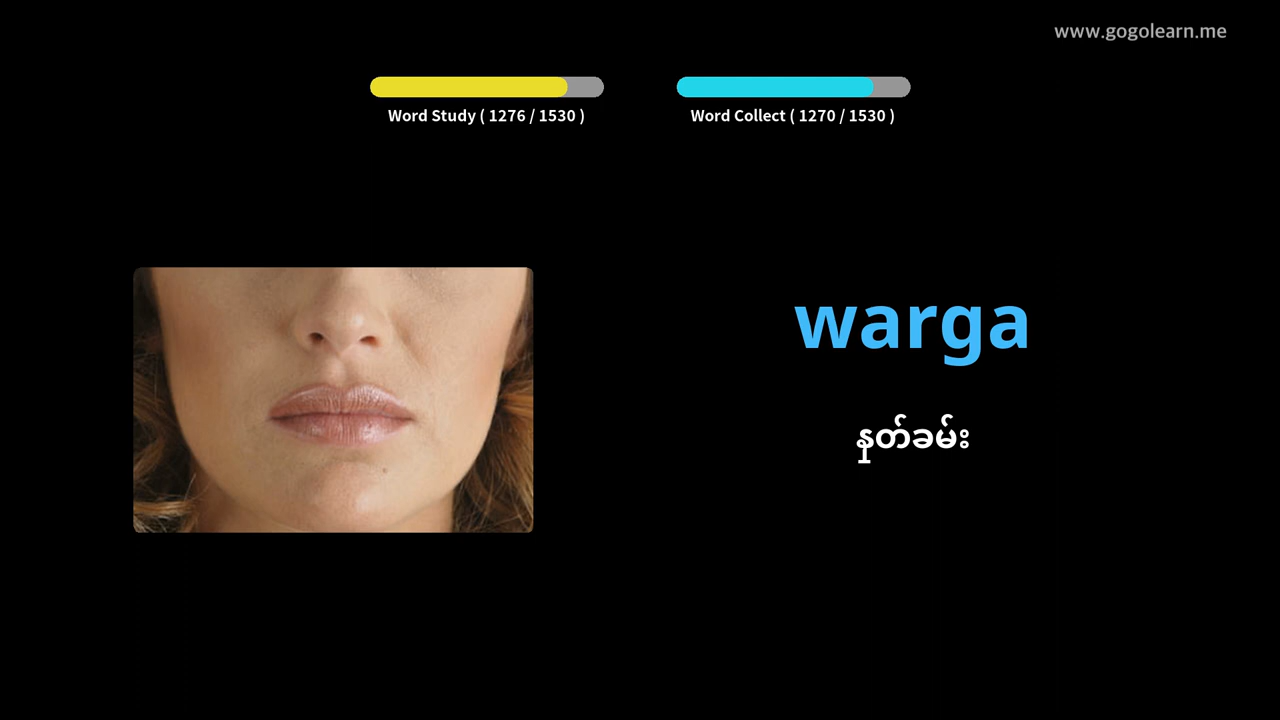 www.gogolearn.me
Word Study ( 1276 / 1530 )
Word Collect ( 1270 / 1530 )
warga
နှတ်ခမ်း